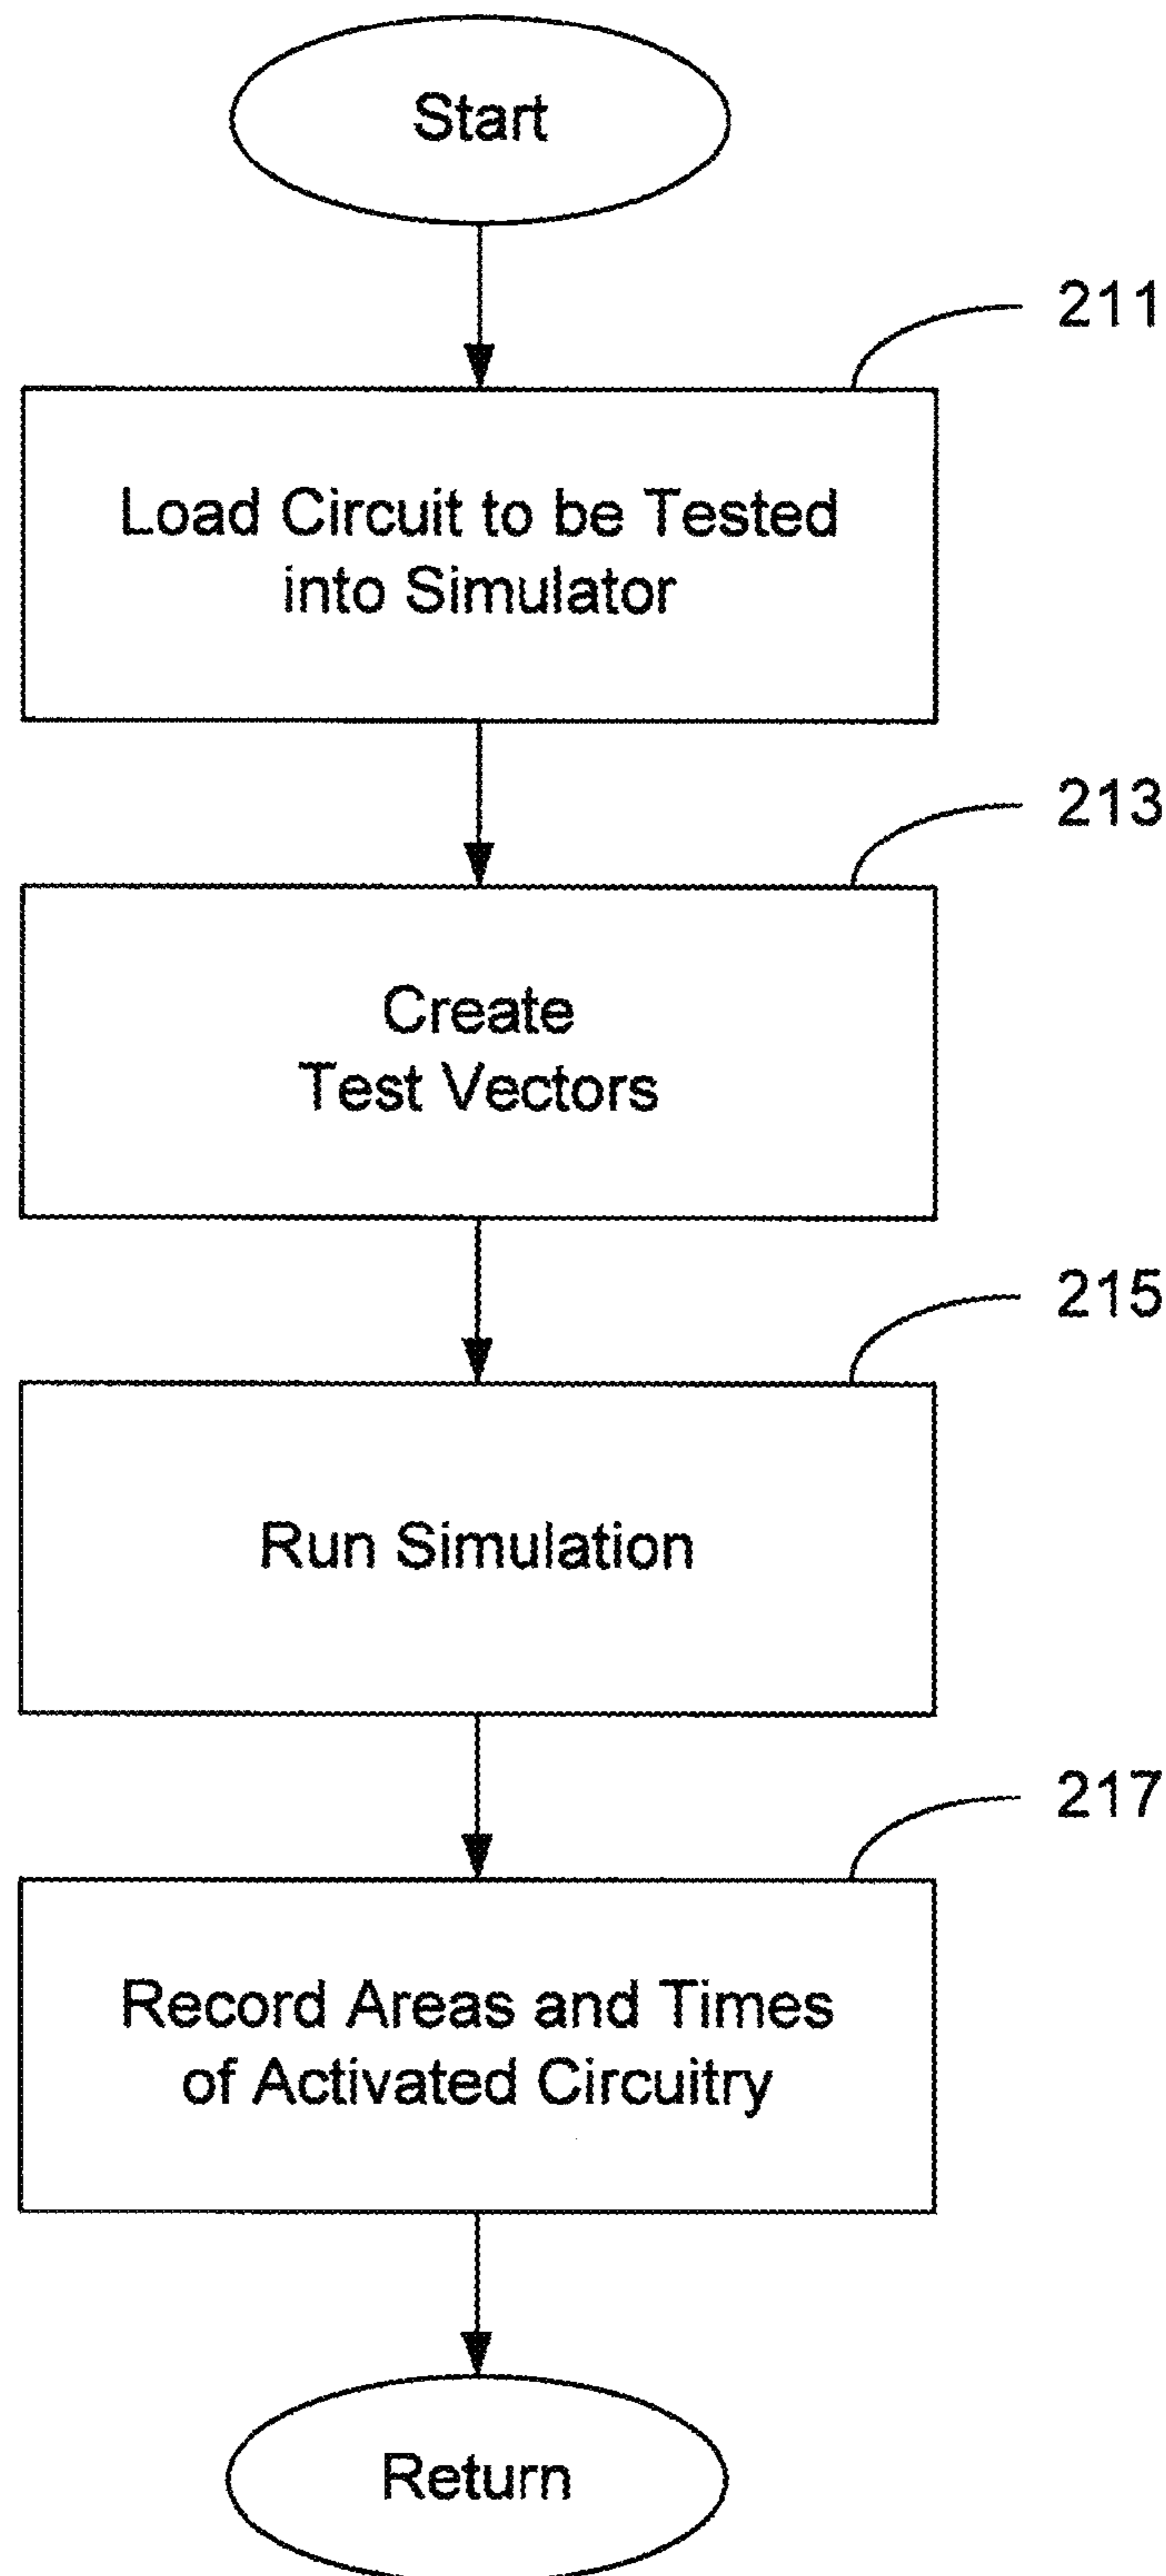 Start
211
Load Circuit to be Tested
into Simulator
213
Create
Test Vectors
215
Run Simulation
217
Record Areas and Times
of Activated Circuitry
Return